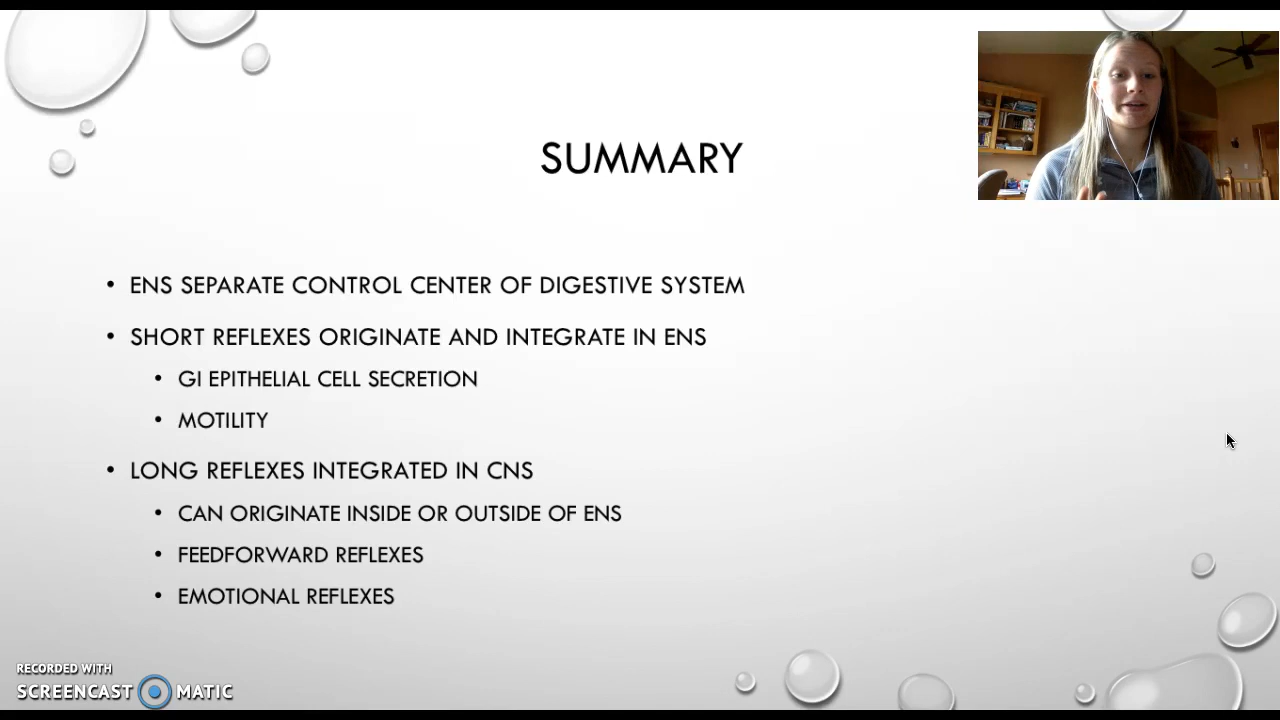 SUMMARY
• ENS SEPARATE CONTROL CENTER OF DIGESTIVE SYSTEM
• SHORT REFLEXES ORIGINATE AND INTEGRATE IN ENS
• GI EPITHELIAL CELL SECRETION
• MOTILITY
• LONG REFLEXES INTEGRATED IN CNS
• CAN ORIGINATE INSIDE OR OUTSIDE OF ENS
• FEEDFORWARD REFLEXES
• EMOTIONAL REFLEXES
RECORDED WITH
SCREENCAST MATIC